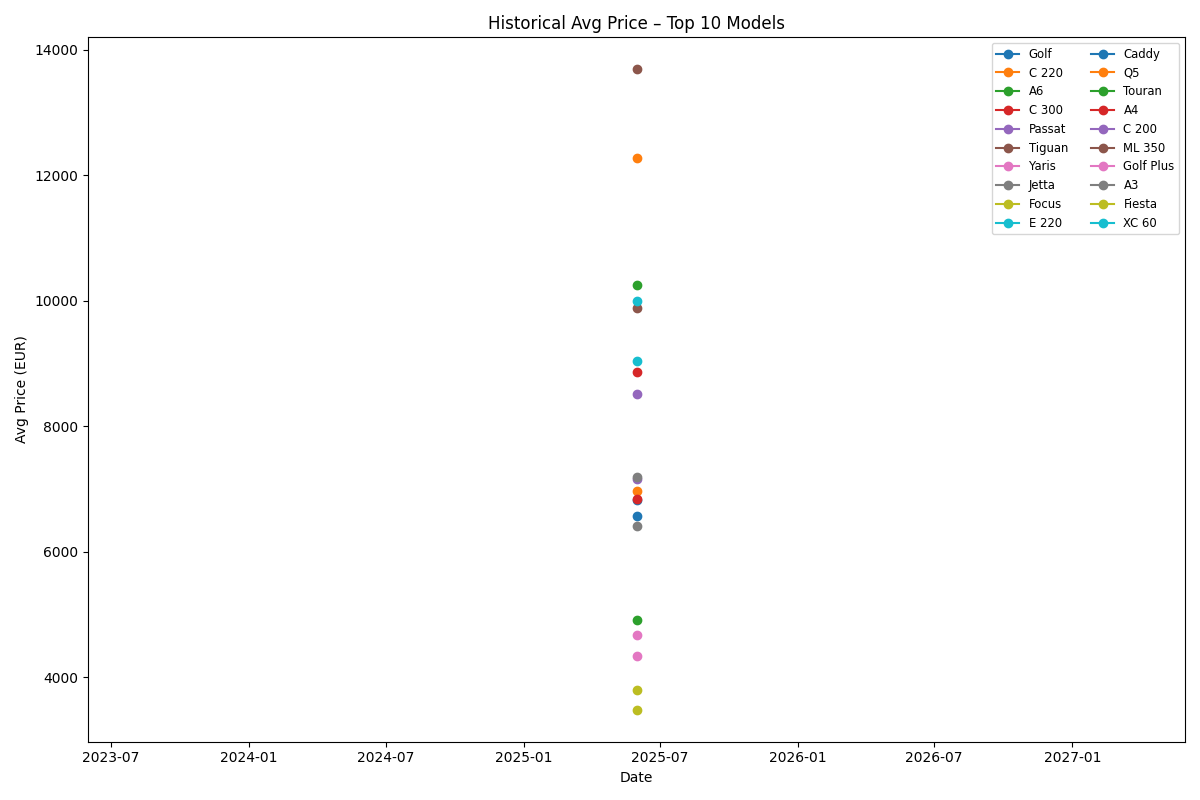 Historical Avg Price – Top 10 Models
Avg Price (EUR)
14000
12000
10000
8000
6000
4000
Golf
C 220
A6
C 300
Passat
Tiguan
Yaris
Jetta
Focus
E 220
Caddy
Q5
Touran
A4
C 200
ML 350
Golf Plus
A3
Fiesta
XC 60
2023-07
2024-01
2024-07
2025-01
2025-07
2026-01
2026-07
2027-01
Date